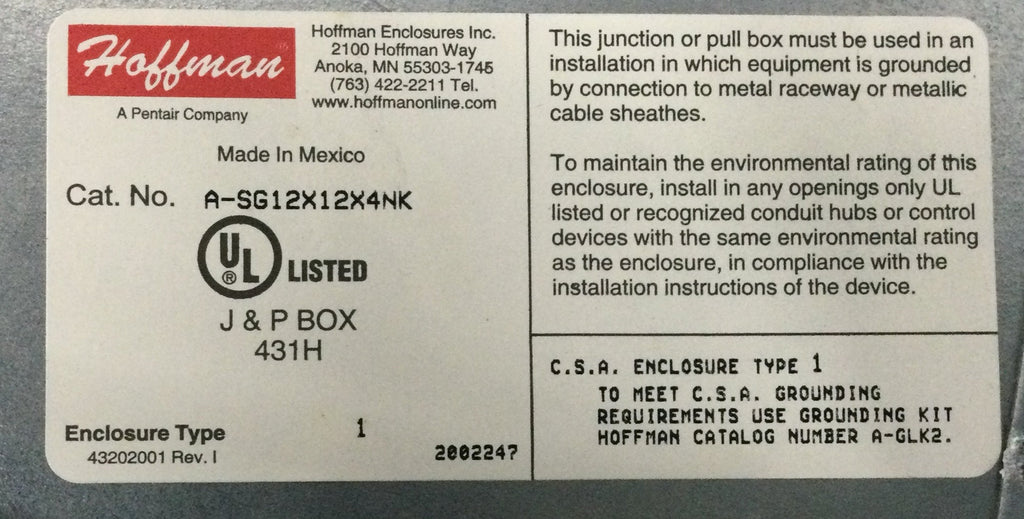 Hoffman
A Pentair Company
Hoffman Enclosures Inc.
2100 Hoffman Way
Anoka, MN 55303-1745
(763) 422-2211 Tel.
www.hoffmanonline.com
Made In Mexico
Cat. No. A-SG12X12X4NK
UL ® LISTED
J & P BOX
431H
Enclosure Type 1
43202001 Rev. I
2002247
This junction or pull box must be used in an
installation in which equipment is grounded
by connection to metal raceway or metallic
cable sheathes.
To maintain the environmental rating of this
enclosure, install in any openings only UL
listed or recognized conduit hubs or control
devices with the same environmental rating
as the enclosure, in compliance with the
installation instructions of the device.
C.S.A. ENCLOSURE TYPE 1
TO MEET C.S.A. GROUNDING
REQUIREMENTS USE GROUNDING KIT
HOFFMAN CATALOG NUMBER A-GLK2.